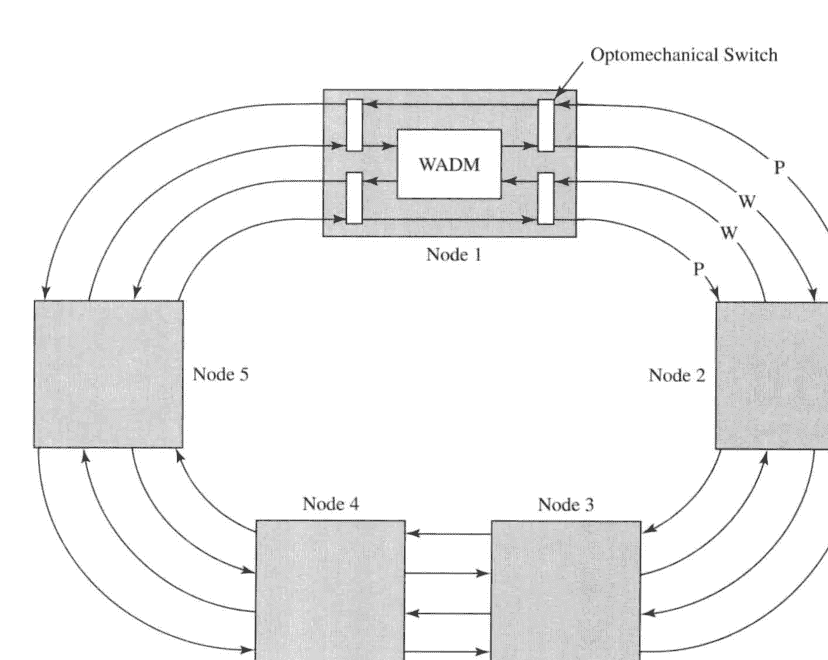 Optomechanical Switch
P
WADM
W
W
Node 1
P
Node 5
Node 2
Node 4
Node 3